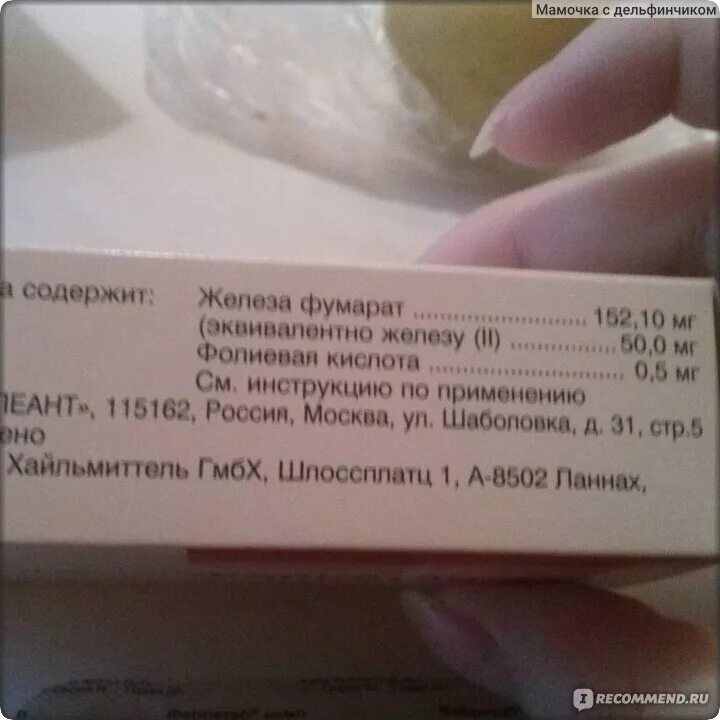 Мамочка с дельфинчиком
а содержит: Железа фумарат .......................... 152,10 мг
(эквивалентно железу (II) ................ 50,0 мг
Фолиевая кислота ............................. 0,5 мг
См. инструкцию по применению
ЛЕАНТ», 115162, Россия, Москва, ул. Шаболовка, д. 31, стр.5
ено
Хайльмиттель ГмбХ, Шлоссплатц 1, А-8502 Ланнах,
I RECOMMEND.RU